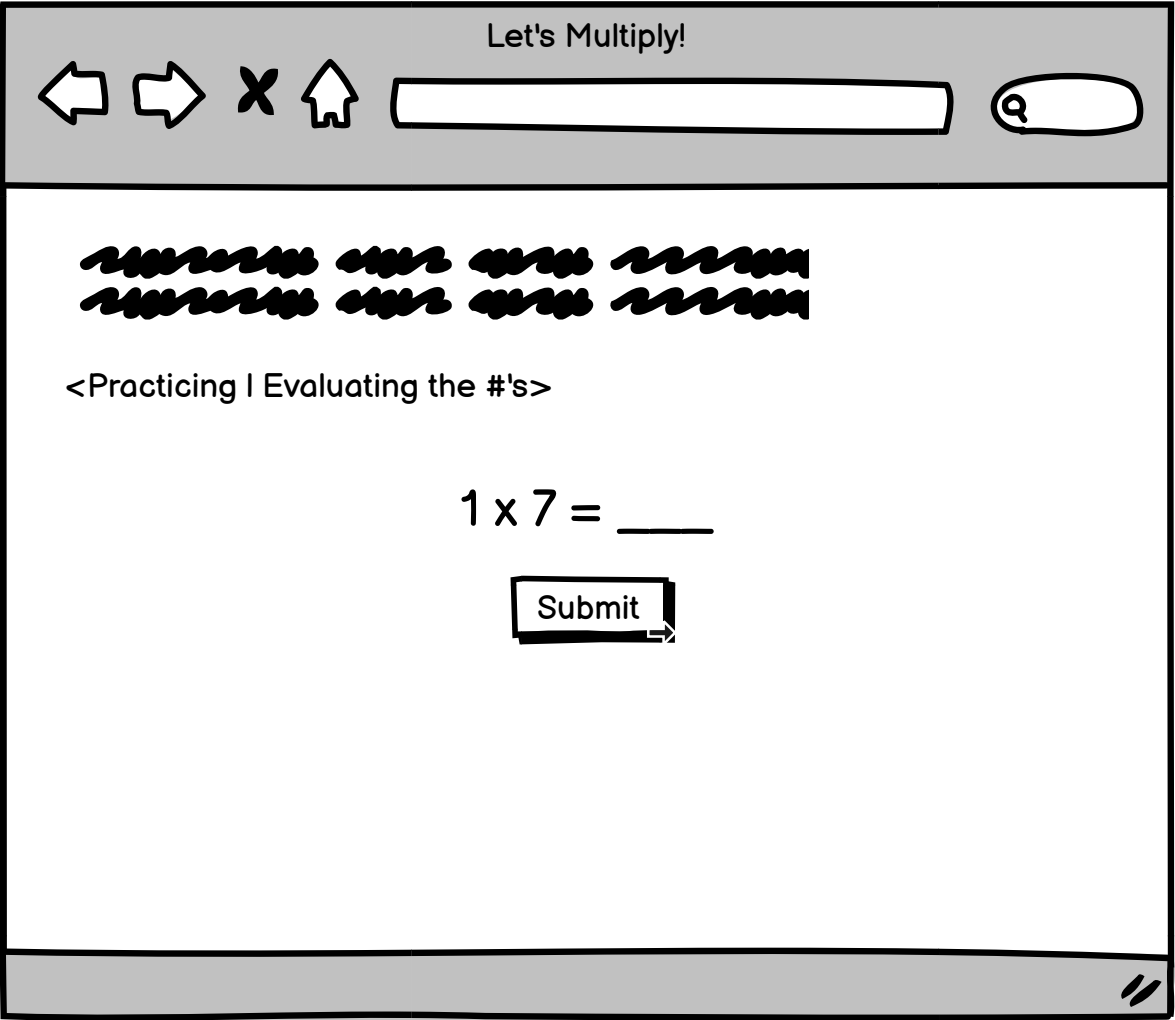 Let's Multiply!
<Practicing | Evaluating the #'s>
1 x 7 = ___
Submit